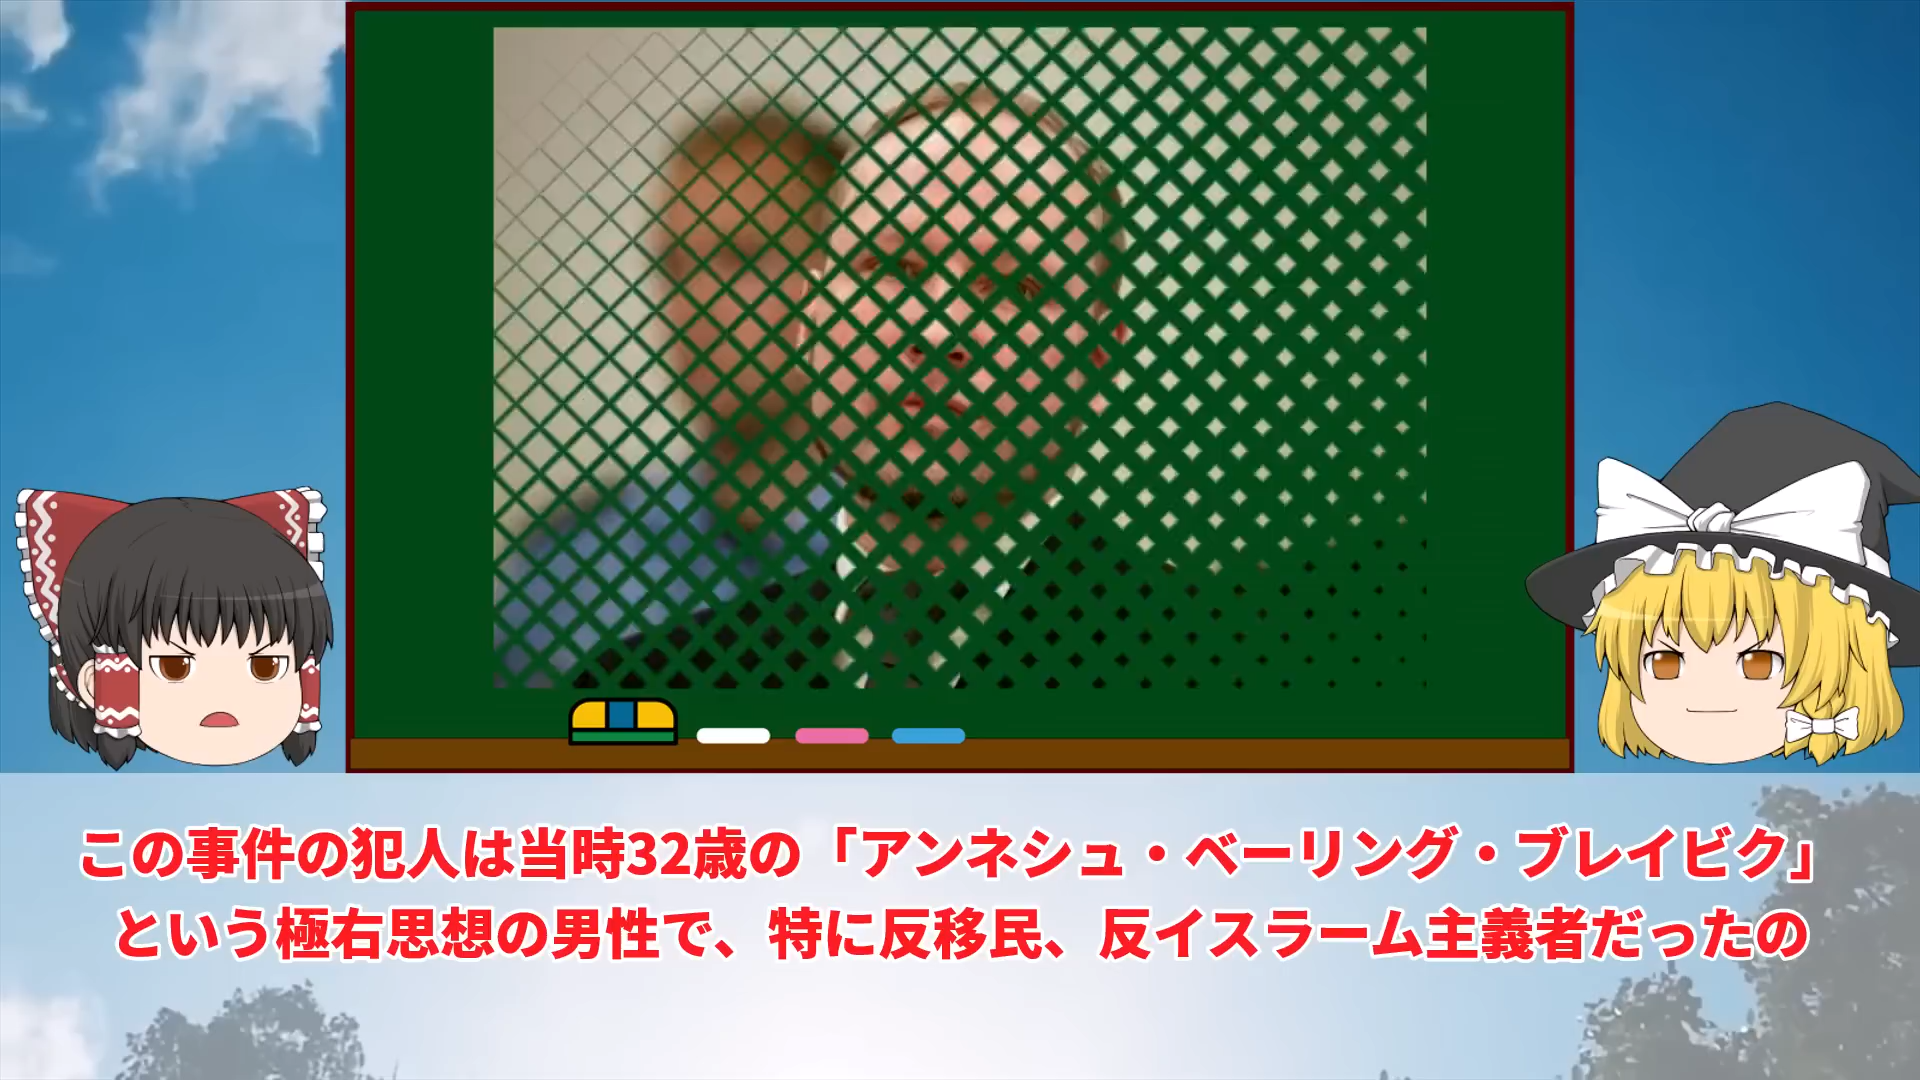 この事件の犯人は当時32歳の「アンネシュ・ベーリング・ブレイビク」
という極右思想の男性で、特に反移民、反イスラーム主義者だったの